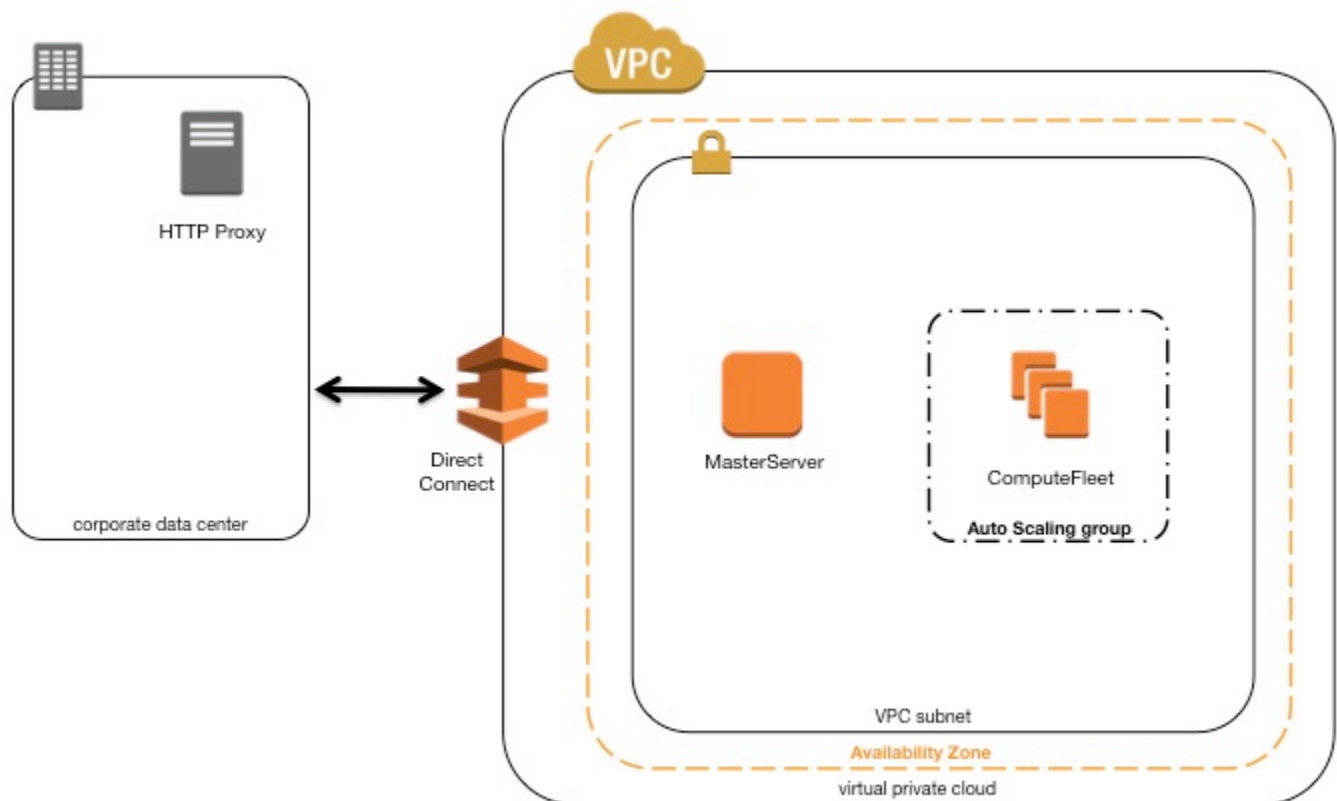 VPC
HTTP Proxy
corporate data center
Direct
Connect
MasterServer
ComputeFleet
Auto Scaling group
VPC subnet
Availability Zone
virtual private cloud